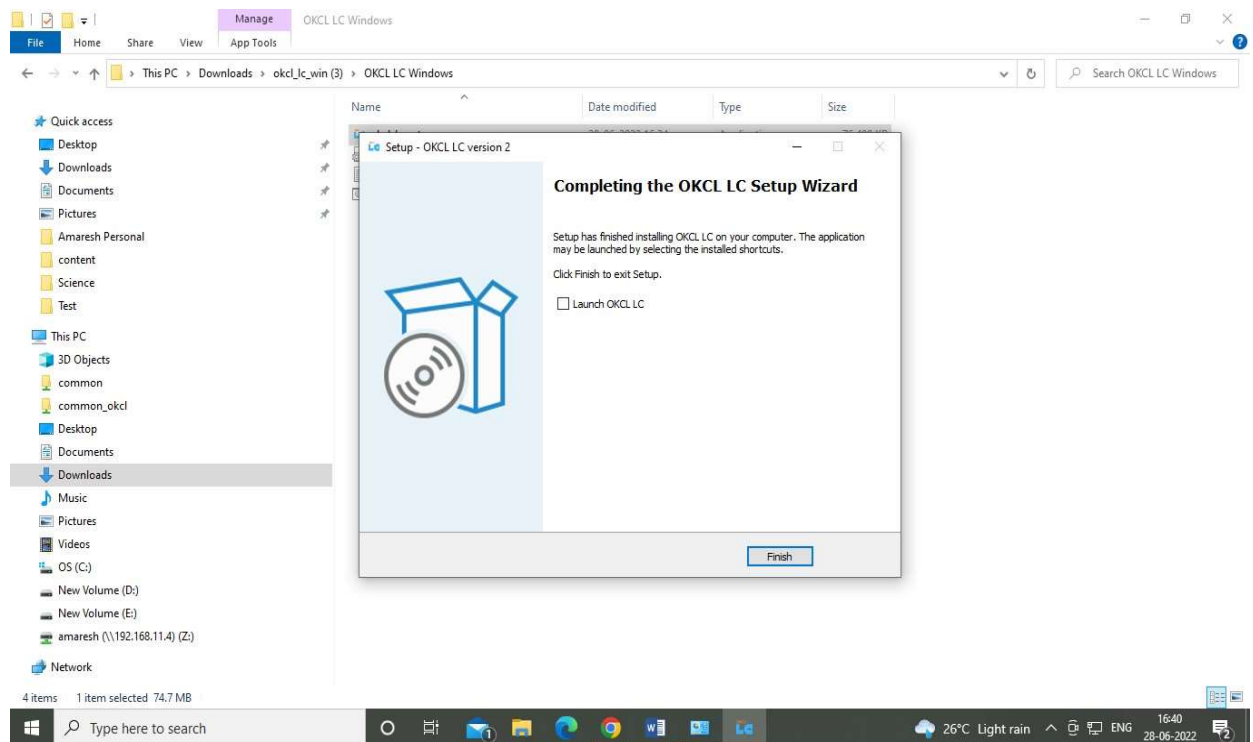 Manage
OKCL LC Windows
File
Home
Share
View
App Tools
This PC > Downloads > okcl_lc_win (3) > OKCL LC Windows
Search OKCL LC Windows
Name
Date modified
Type
Size
Quick access
Desktop
Downloads
Documents
Pictures
Amaresh Personal
content
Science
Test
This PC
3D Objects
common
common_okcl
Desktop
Documents
Downloads
Music
Pictures
Videos
OS (C:)
New Volume (D:)
New Volume (E:)
amaresh (\\192.168.11.4) (Z:)
Network
Setup - OKCL LC version 2
Completing the OKCL LC Setup Wizard
Setup has finished installing OKCL LC on your computer. The application
may be launched by selecting the installed shortcuts.
Click Finish to exit Setup.
Launch OKCL LC
Finish
4 items 1 item selected 74.7 MB
Type here to search
1
26°C Light rain
ENG
16:40
28-06-2022
2